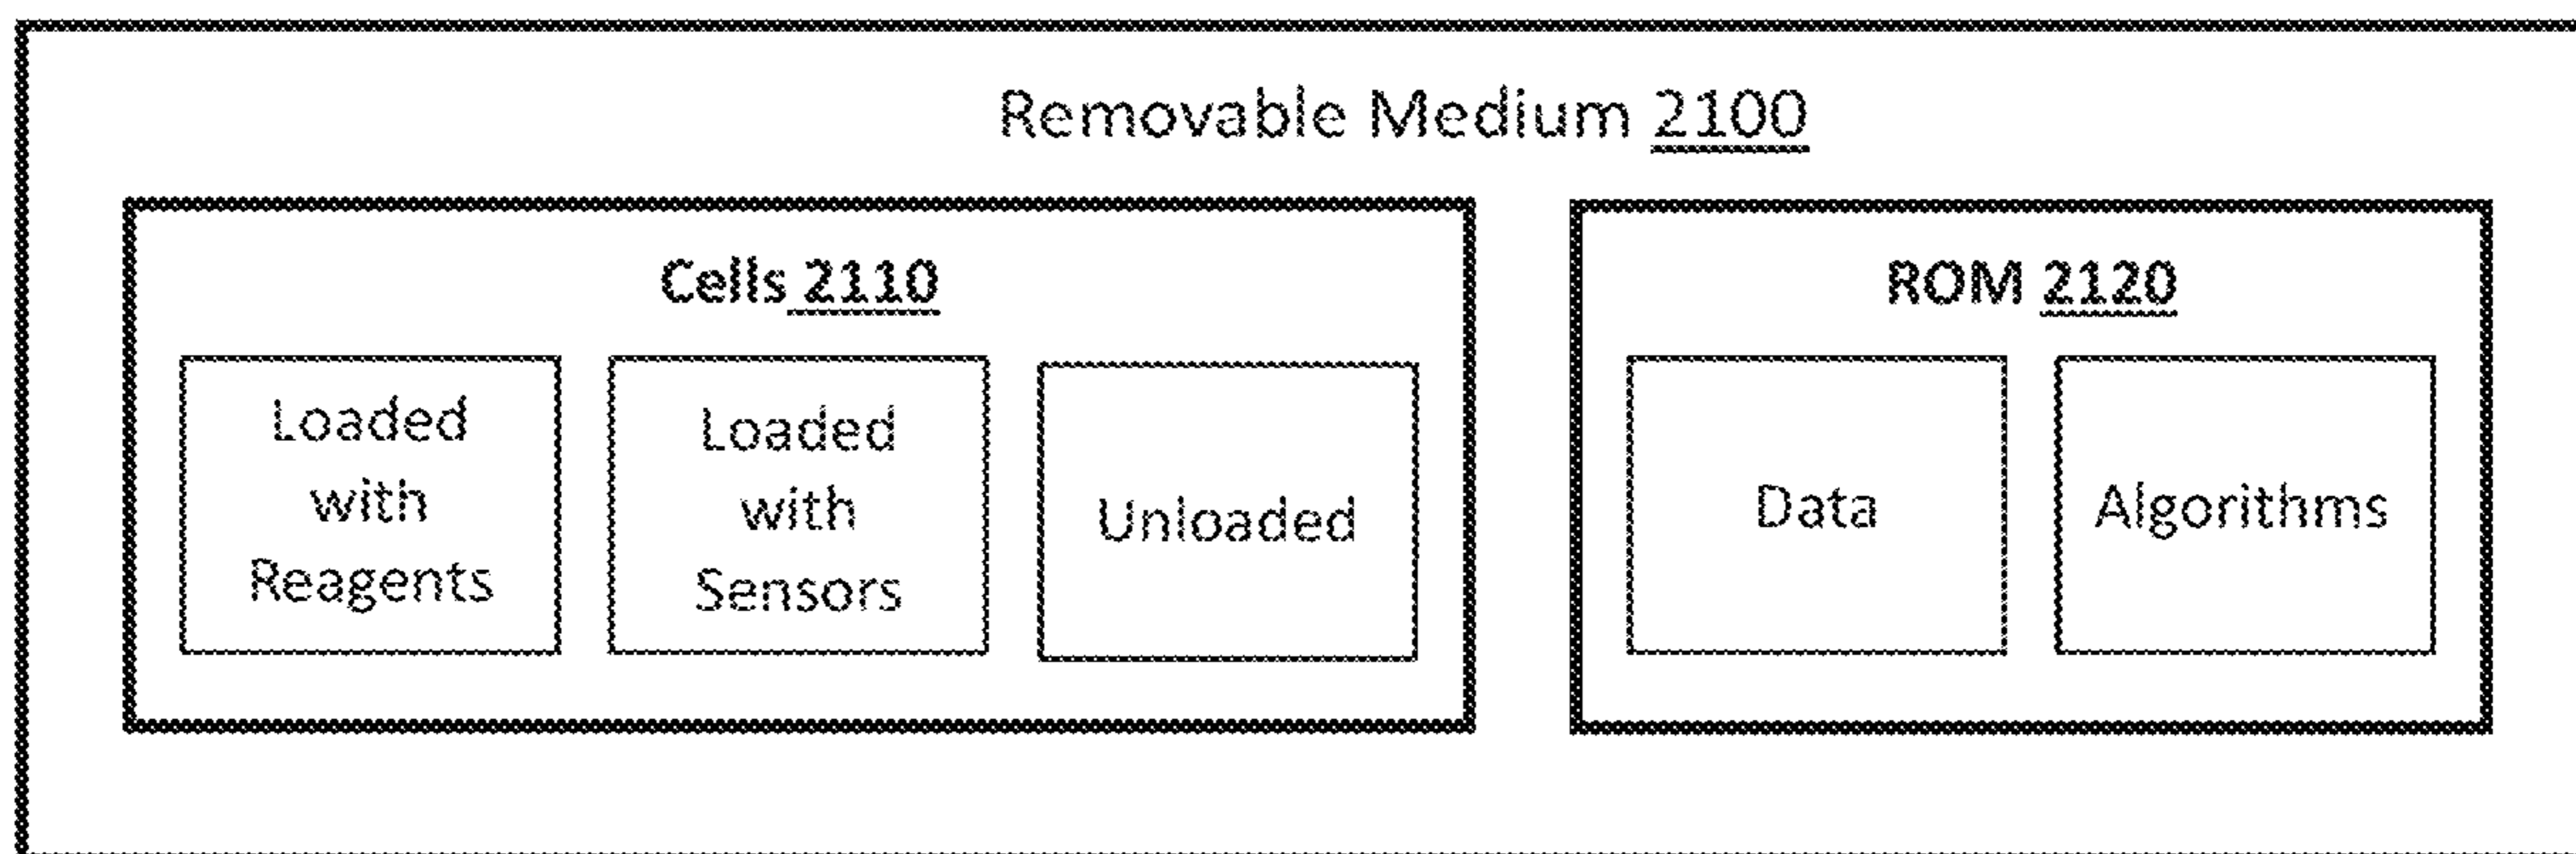 Removable Medium 2100
Cells 2110
Loaded
with
Reagents
Loaded
with
Sensors
Unloaded
ROM 2120
Data
Algorithms